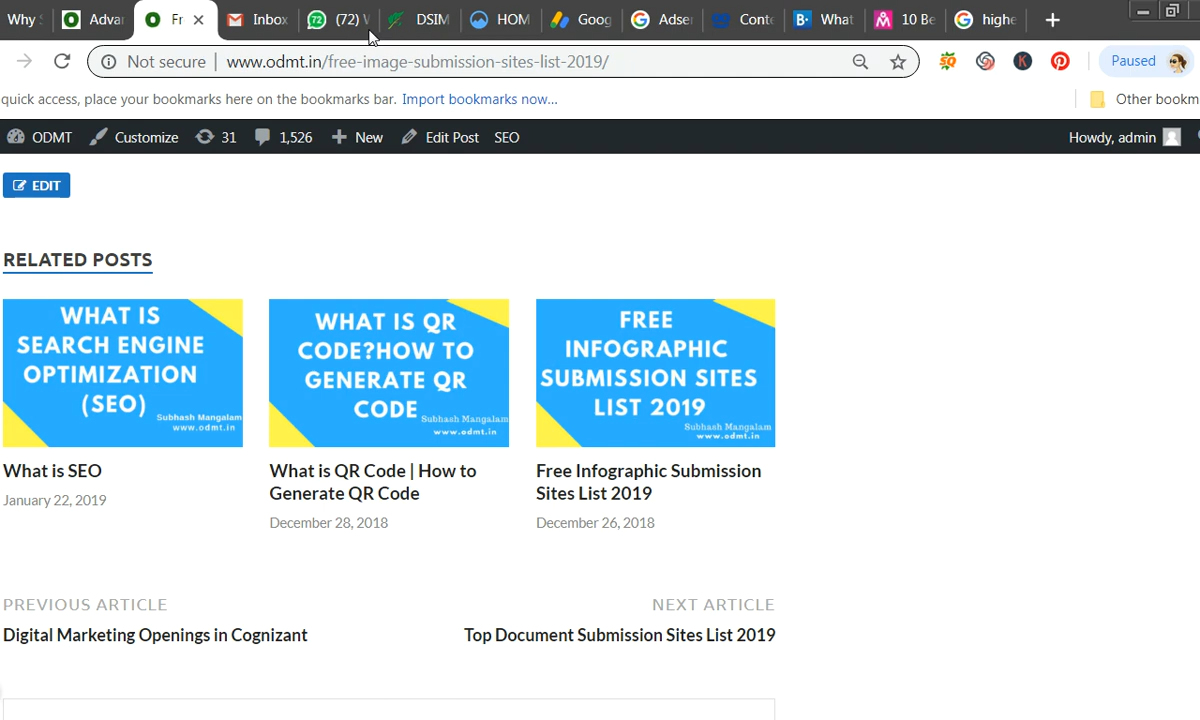 Why Advan Fr Inbox (72) W DSIM HOM Goog Adse Conte What 10 Be highe
Not secure www.odmt.in/free-image-submission-sites-list-2019/ Paused
quick access, place your bookmarks here on the bookmarks bar. Import bookmarks now... Other bookm
ODMT Customize 31 1,526 New Edit Post SEO Howdy, admin
EDIT
RELATED POSTS
WHAT IS
SEARCH ENGINE
OPTIMIZATION
(SEO)
Subhash Mangalam
www.odmt.in
WHAT IS QR
CODE?HOW TO
GENERATE QR
CODE
Subhash Mangalam
www.odmt.in
FREE
INFOGRAPHIC
SUBMISSION SITES
LIST 2019
Subhash Mangalam
www.odmt.in
What is SEO
January 22, 2019
What is QR Code | How to
Generate QR Code
December 28, 2018
Free Infographic Submission
Sites List 2019
December 26, 2018
PREVIOUS ARTICLE
Digital Marketing Openings in Cognizant
NEXT ARTICLE
Top Document Submission Sites List 2019